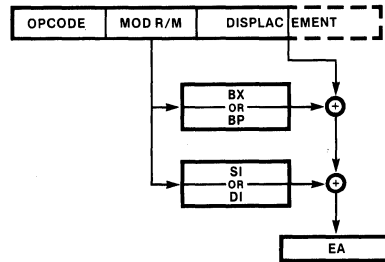 OPCODE MOD R/M DISPLACEMENT
BX
OR
BP
+
SI
OR
DI
+
EA